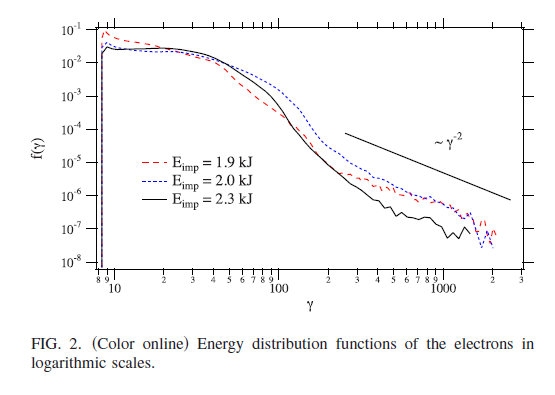 10-1
10-2
10-3
10-4
10-5
10-6
10-7
10-8
f(γ)
~ γ-2
Eimp = 1.9 kJ
Eimp = 2.0 kJ
Eimp = 2.3 kJ
8 9 2 3 4 5 6 7 8 9 2 3 4 5 6 7 8 9 2 3
10 100 1000
γ
FIG. 2. (Color online) Energy distribution functions of the electrons in
logarithmic scales.